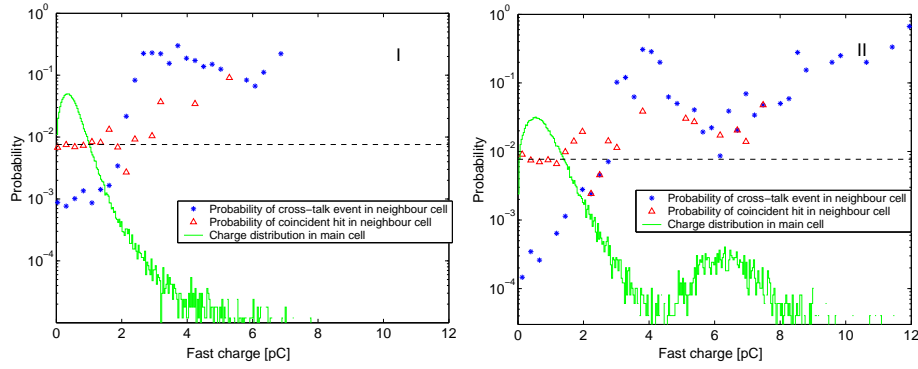 I
10^0
10^-1
10^-2
10^-3
10^-4
Probability
Probability of cross-talk event in neighbour cell
Probability of coincident hit in neighbour cell
Charge distribution in main cell
0 2 4 6 8 10 12
Fast charge [pC]
II
10^0
10^-1
10^-2
10^-3
10^-4
Probability
Probability of cross-talk event in neighbour cell
Probability of coincident hit in neighbour cell
Charge distribution in main cell
0 2 4 6 8 10 12
Fast charge [pC]